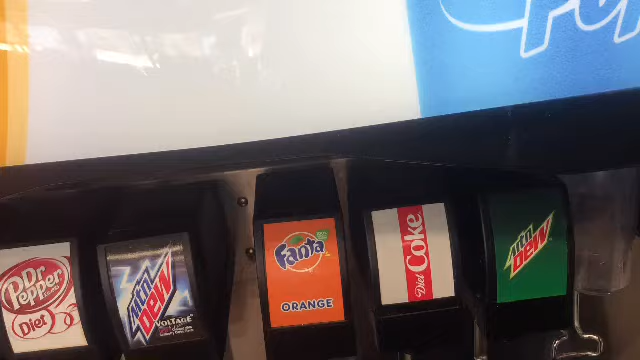 Dr
Pepper
Diet
mtn
DEW
VOLTAGE
Fanta
ORANGE
Diet Coke
mtn
DEW